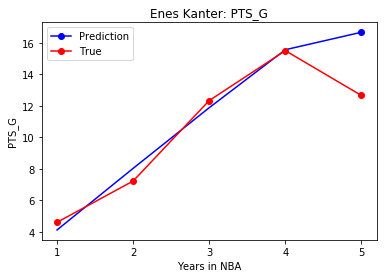 Enes Kanter: PTS_G
Prediction
True
PTS_G
16
14
12
10
8
6
4
1 2 3 4 5
Years in NBA